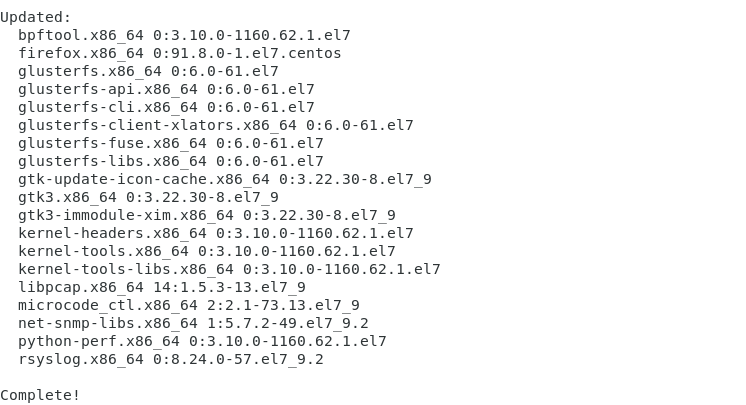 Updated:
  bpftool.x86_64 0:3.10.0-1160.62.1.el7
  firefox.x86_64 0:91.8.0-1.el7.centos
  glusterfs.x86_64 0:6.0-61.el7
  glusterfs-api.x86_64 0:6.0-61.el7
  glusterfs-cli.x86_64 0:6.0-61.el7
  glusterfs-client-xlators.x86_64 0:6.0-61.el7
  glusterfs-fuse.x86_64 0:6.0-61.el7
  glusterfs-libs.x86_64 0:6.0-61.el7
  gtk-update-icon-cache.x86_64 0:3.22.30-8.el7_9
  gtk3.x86_64 0:3.22.30-8.el7_9
  gtk3-immodule-xim.x86_64 0:3.22.30-8.el7_9
  kernel-headers.x86_64 0:3.10.0-1160.62.1.el7
  kernel-tools.x86_64 0:3.10.0-1160.62.1.el7
  kernel-tools-libs.x86_64 0:3.10.0-1160.62.1.el7
  libpcap.x86_64 14:1.5.3-13.el7_9
  microcode_ctl.x86_64 2:2.1-73.13.el7_9
  net-snmp-libs.x86_64 1:5.7.2-49.el7_9.2
  python-perf.x86_64 0:3.10.0-1160.62.1.el7
  rsyslog.x86_64 0:8.24.0-57.el7_9.2

Complete!